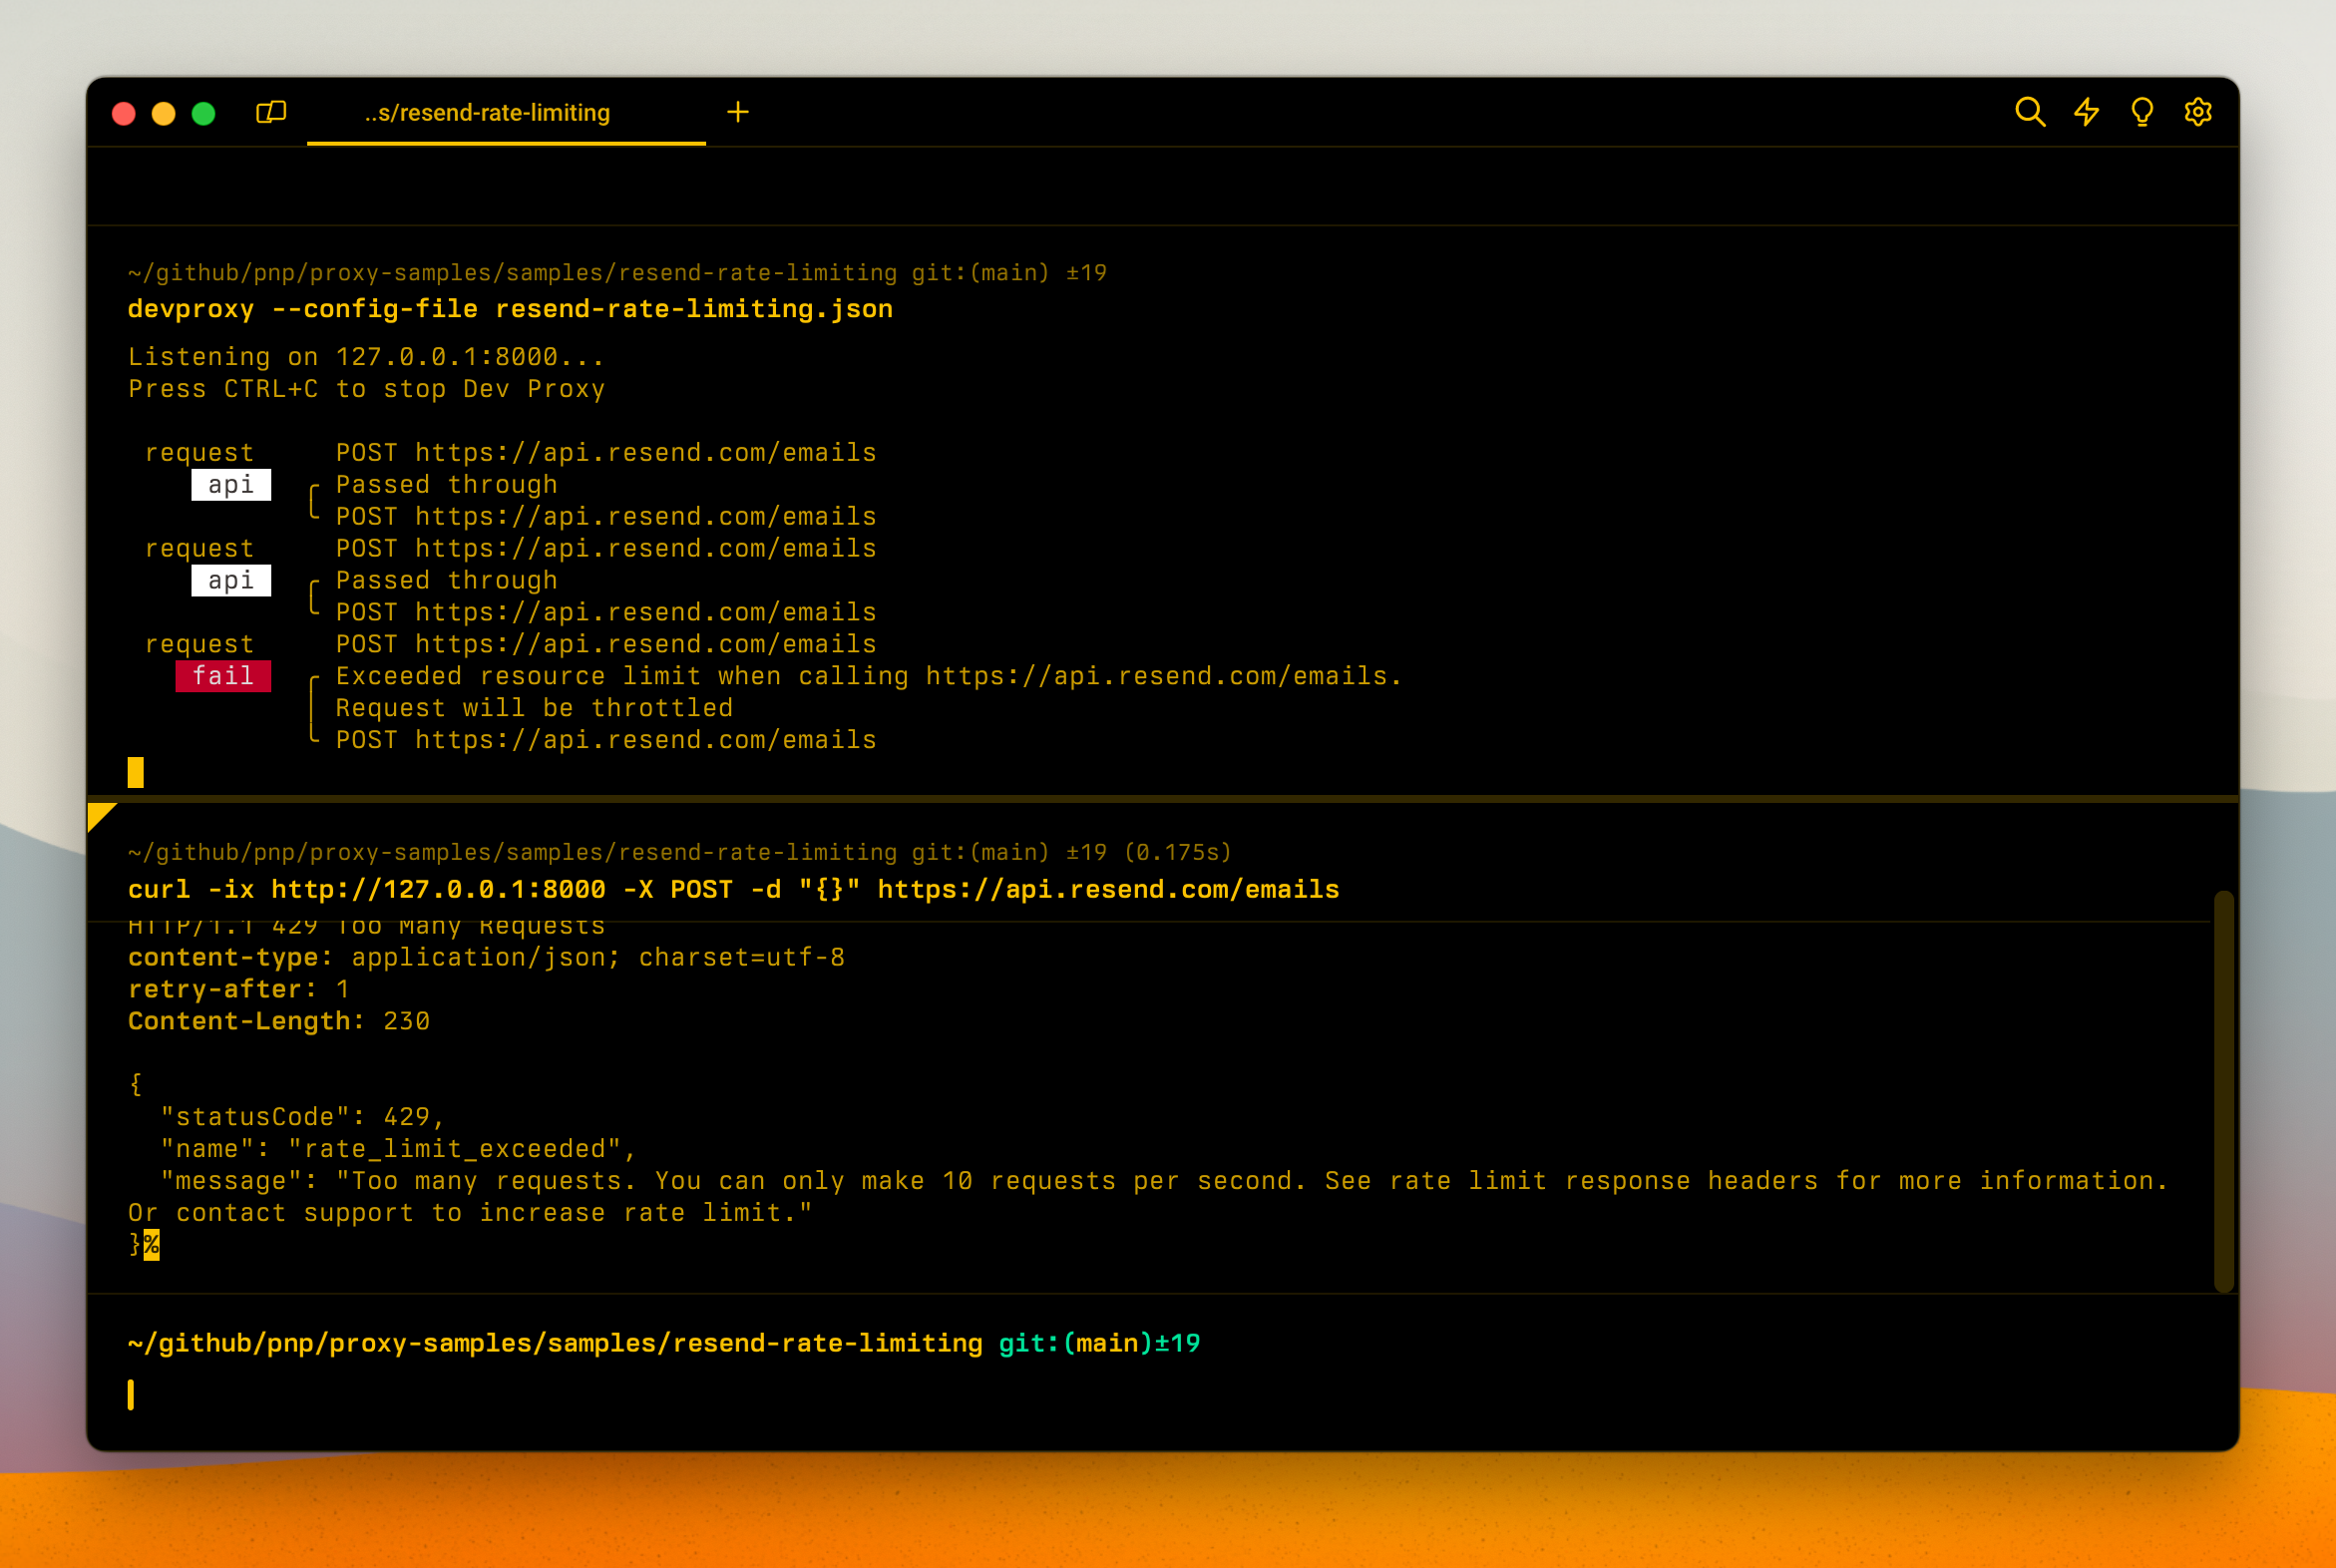 ..s/resend-rate-limiting
~/github/pnp/proxy-samples/samples/resend-rate-limiting git:(main) ±19
devproxy --config-file resend-rate-limiting.json
Listening on 127.0.0.1:8000...
Press CTRL+C to stop Dev Proxy
request POST https://api.resend.com/emails
api ╭ Passed through
╰ POST https://api.resend.com/emails
request POST https://api.resend.com/emails
api ╭ Passed through
╰ POST https://api.resend.com/emails
request POST https://api.resend.com/emails
fail ╭ Exceeded resource limit when calling https://api.resend.com/emails.
│ Request will be throttled
╰ POST https://api.resend.com/emails
~/github/pnp/proxy-samples/samples/resend-rate-limiting git:(main) ±19 (0.175s)
curl -ix http://127.0.0.1:8000 -X POST -d "{}" https://api.resend.com/emails
HTTP/1.1 429 Too Many Requests
content-type: application/json; charset=utf-8
retry-after: 1
Content-Length: 230
{
"statusCode": 429,
"name": "rate_limit_exceeded",
"message": "Too many requests. You can only make 10 requests per second. See rate limit response headers for more information.
Or contact support to increase rate limit."
}%
~/github/pnp/proxy-samples/samples/resend-rate-limiting git:(main)±19